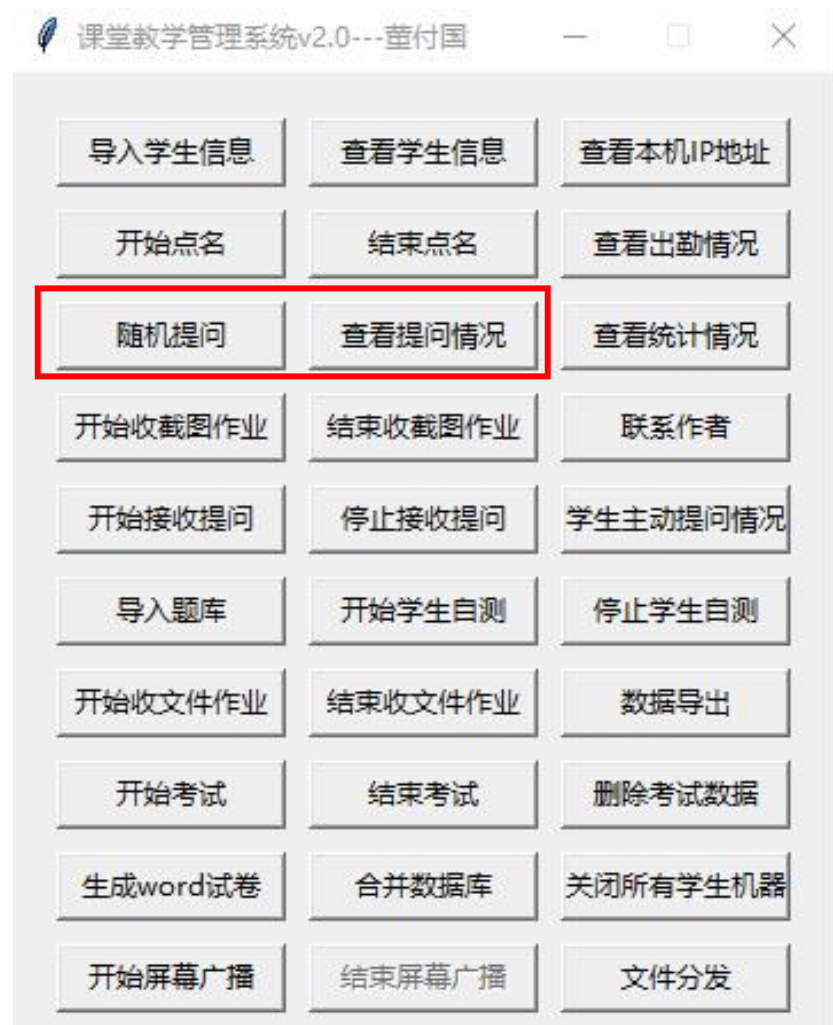 课堂教学管理系统v2.0---董付国
导入学生信息 查看学生信息 查看本机IP地址
开始点名 结束点名 查看出勤情况
随机提问 查看提问情况 查看统计情况
开始收截图作业 结束收截图作业 联系作者
开始接收提问 停止接收提问 学生主动提问情况
导入题库 开始学生自测 停止学生自测
开始收文件作业 结束收文件作业 数据导出
开始考试 结束考试 删除考试数据
生成word试卷 合并数据库 关闭所有学生机器
开始屏幕广播 结束屏幕广播 文件分发